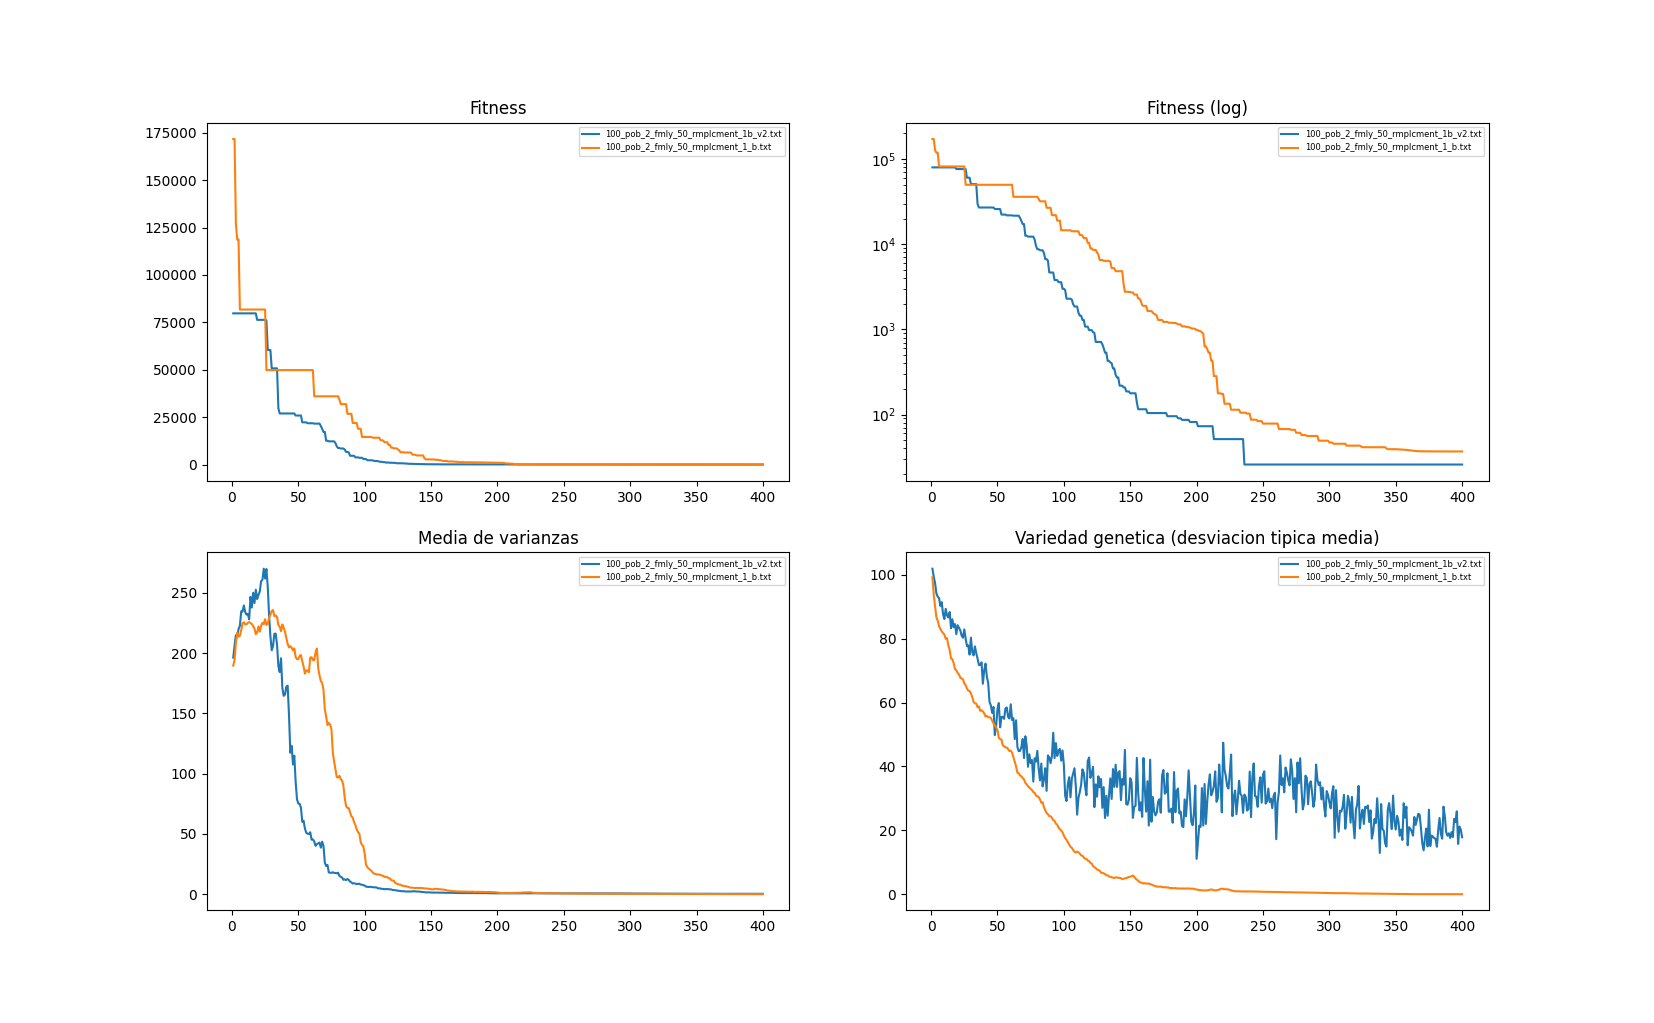 Fitness
175000
150000
125000
100000
75000
50000
25000
0
0 50 100 150 200 250 300 350 400
100_pob_2_fmly_50_rmplcment_1b_v2.txt
100_pob_2_fmly_50_rmplcment_1_b.txt
Fitness (log)
10^5
10^4
10^3
10^2
0 50 100 150 200 250 300 350 400
100_pob_2_fmly_50_rmplcment_1b_v2.txt
100_pob_2_fmly_50_rmplcment_1_b.txt
Media de varianzas
250
200
150
100
50
0
0 50 100 150 200 250 300 350 400
100_pob_2_fmly_50_rmplcment_1b_v2.txt
100_pob_2_fmly_50_rmplcment_1_b.txt
Variedad genetica (desviacion tipica media)
100
80
60
40
20
0
0 50 100 150 200 250 300 350 400
100_pob_2_fmly_50_rmplcment_1b_v2.txt
100_pob_2_fmly_50_rmplcment_1_b.txt